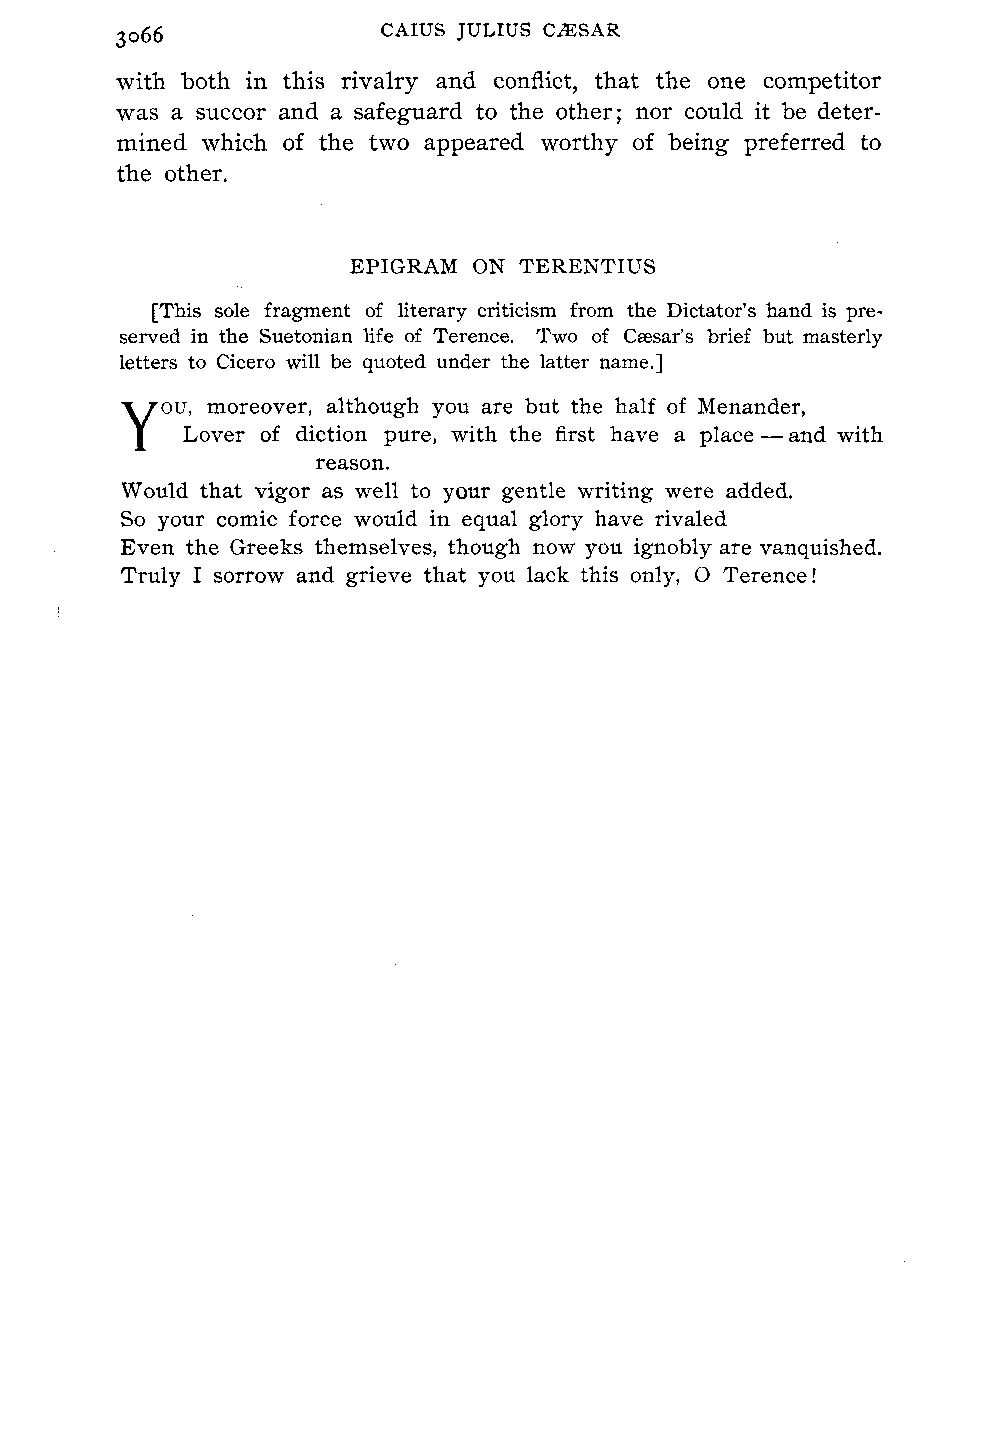 3066 CAIUS JULIUS CÆSAR
with both in this rivalry and conflict, that the one competitor
was a succor and a safeguard to the other; nor could it be deter-
mined which of the two appeared worthy of being preferred to
the other.
EPIGRAM ON TERENTIUS
[This sole fragment of literary criticism from the Dictator's hand is pre-
served in the Suetonian life of Terence. Two of Cæsar's brief but masterly
letters to Cicero will be quoted under the latter name.]
YOU, moreover, although you are but the half of Menander,
Lover of diction pure, with the first have a place — and with
reason.
Would that vigor as well to your gentle writing were added.
So your comic force would in equal glory have rivaled
Even the Greeks themselves, though now you ignobly are vanquished.
Truly I sorrow and grieve that you lack this only, O Terence!